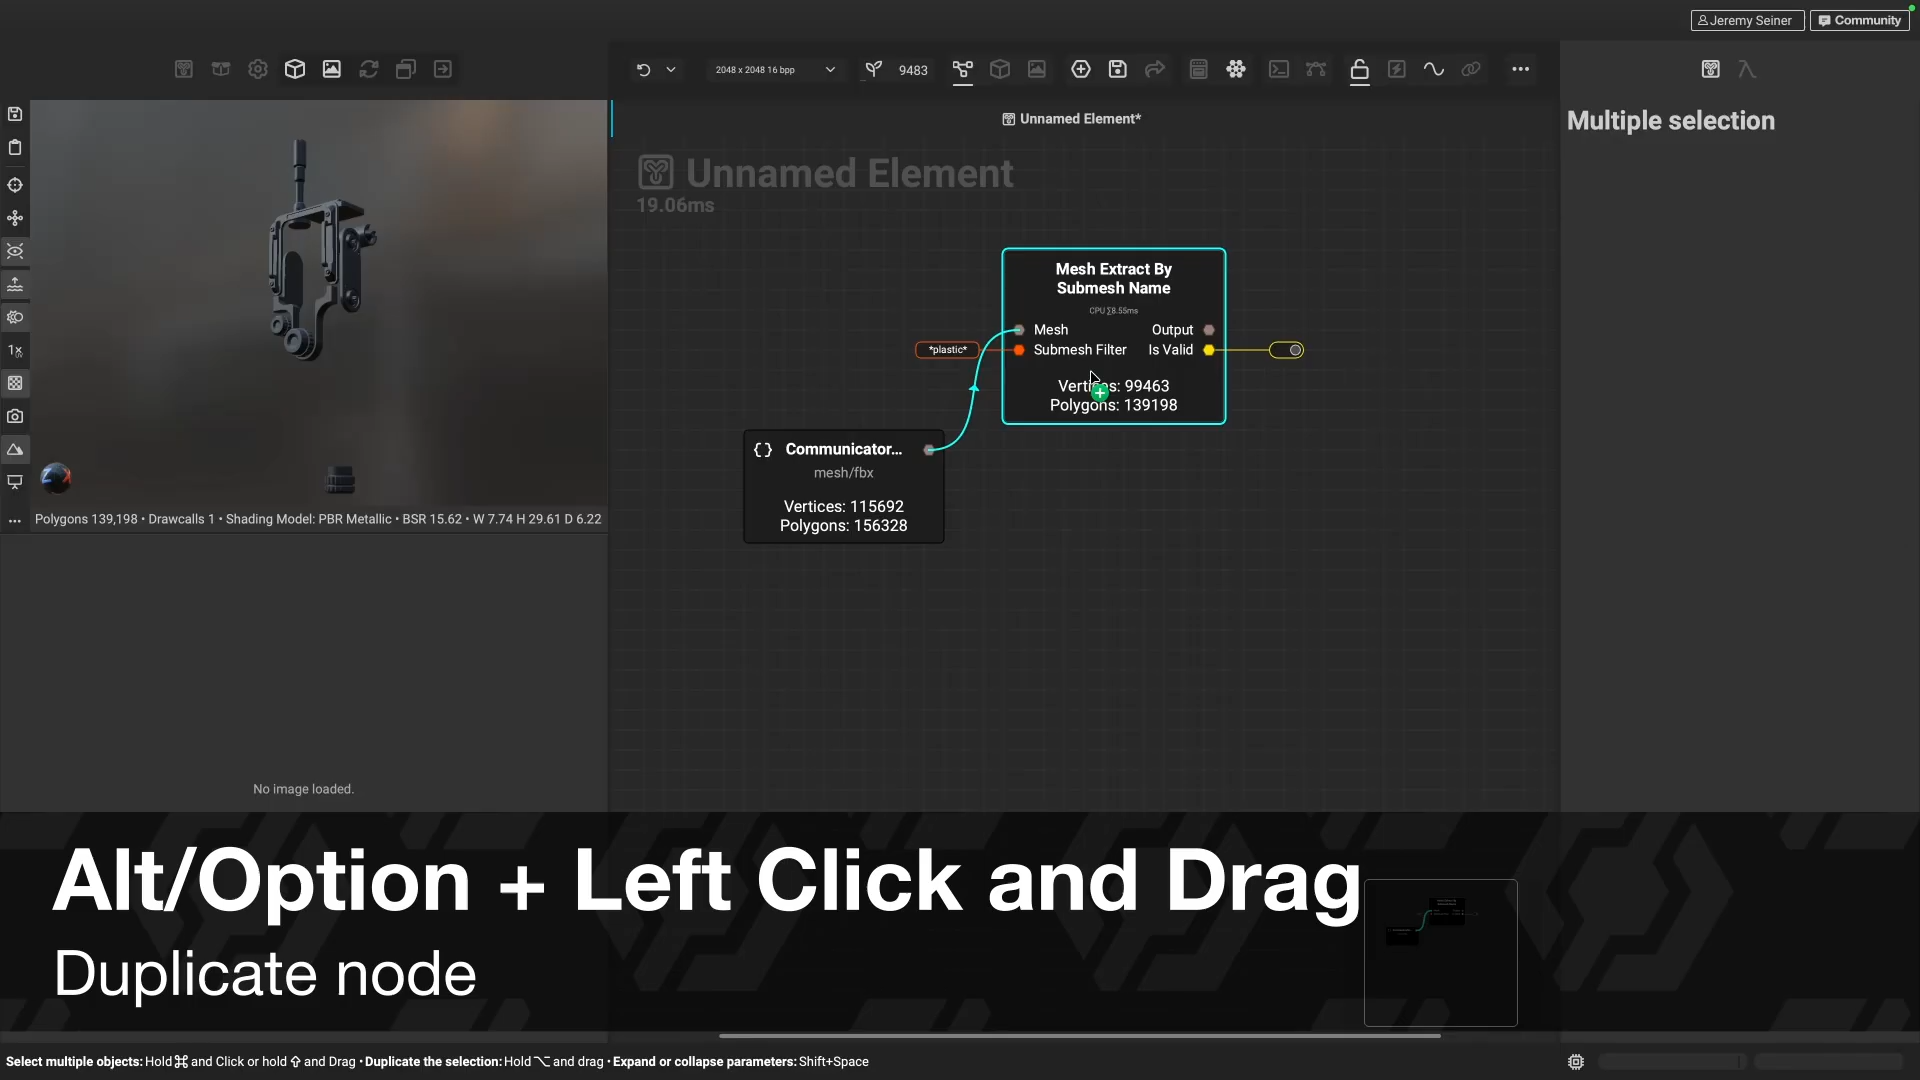 Jeremy Seiner
Community
2048 x 2048 16 bpp
9483
Unnamed Element*
Multiple selection
Unnamed Element
19.06ms
Mesh Extract By
Submesh Name
CPU ∑8.55ms
Mesh
Output
*plastic*
Submesh Filter
Is Valid
Vertices: 99463
Polygons: 139198
{} Communicator...
mesh/fbx
Vertices: 115692
Polygons: 156328
1x
Polygons 139,198 • Drawcalls 1 • Shading Model: PBR Metallic • BSR 15.62 • W 7.74 H 29.61 D 6.22
No image loaded.
Alt/Option + Left Click and Drag
Duplicate node
Select multiple objects: Hold ⌘ and Click or hold ⇧ and Drag • Duplicate the selection: Hold ⌥ and drag • Expand or collapse parameters: Shift+Space